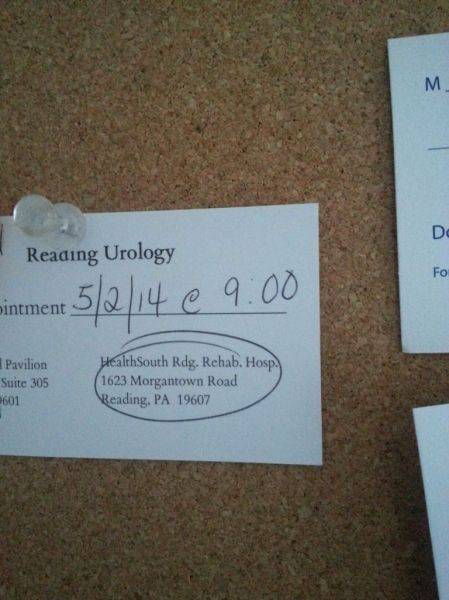 Reading Urology
ointment 5/2/14 @ 9:00
l Pavilion
Suite 305
9601
HealthSouth Rdg. Rehab. Hosp.
1623 Morgantown Road
Reading, PA 19607
M
Do
Fo